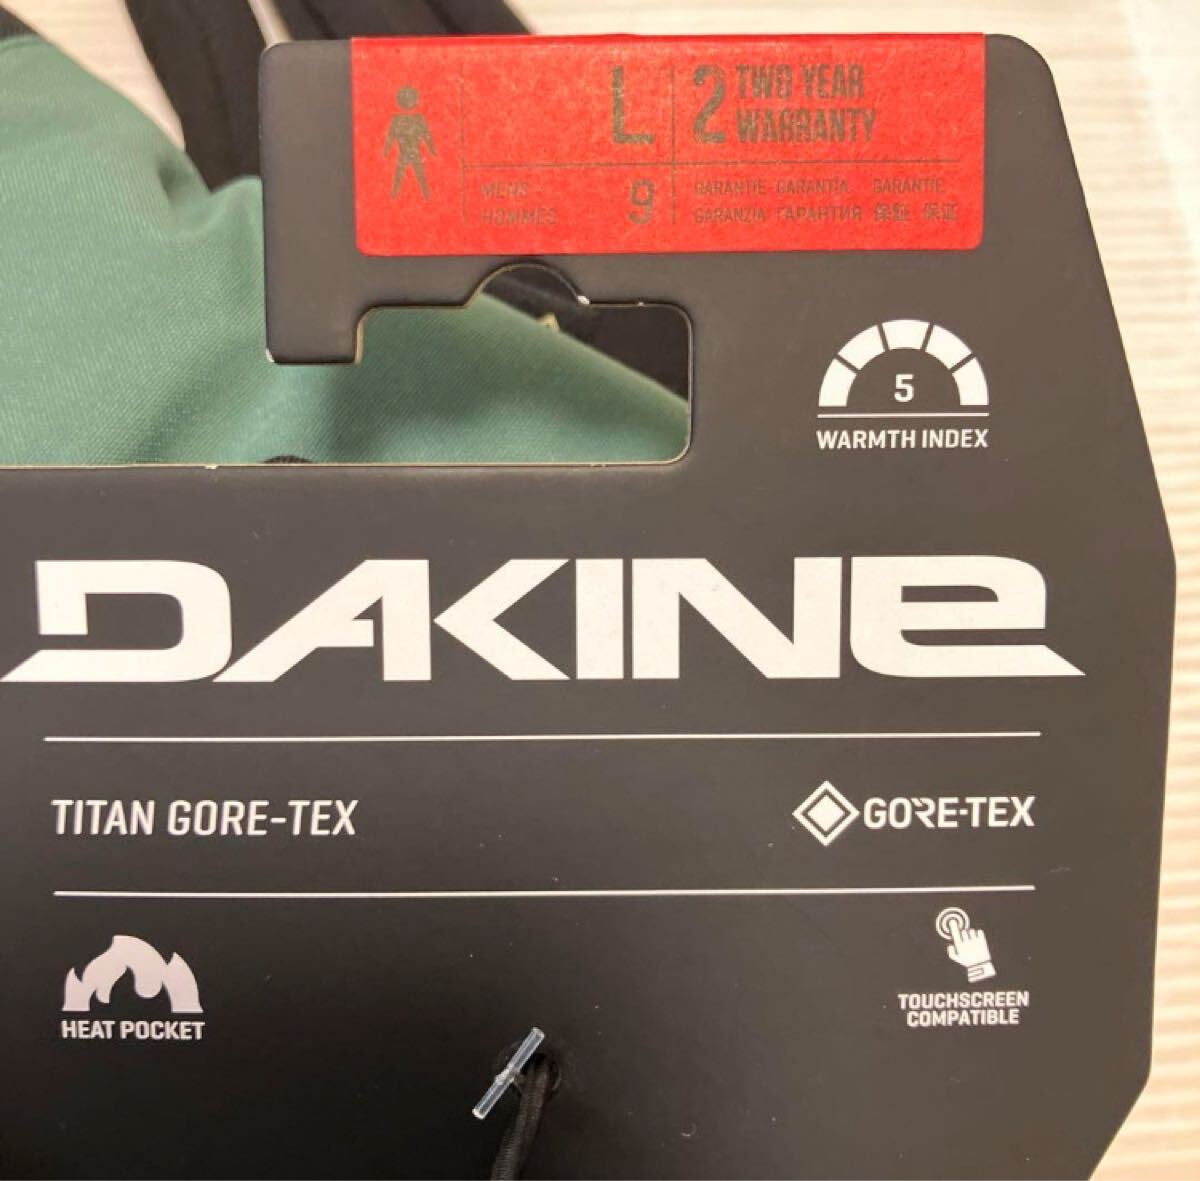 L
2 TWO YEAR
WARRANTY
MENS
HOMMES
9
GARANTIE GARANTIA GARANTIE
GARANZIA ГАРАНТИЯ 保証 保证
5
WARMTH INDEX
DAKINE
TITAN GORE-TEX
GORE-TEX
HEAT POCKET
TOUCHSCREEN
COMPATIBLE